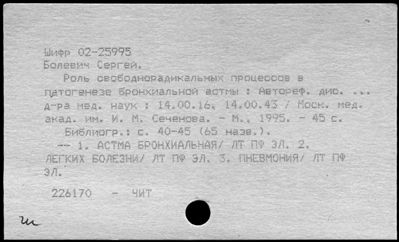 Шифр 02-25995
Болевич Сергей.
Роль свободнорадикальных процессов в
патогенезе бронхиальной астмы : Автореф. дис. ...
д-ра мед. наук : 14.00.16, 14.00.43 / Моск. мед.
акад. им. И. М. Сеченова. - М., 1995. - 45 с.
Библиогр.: с. 40-45 (65 назв.).
-- 1. АСТМА БРОНХИАЛЬНАЯ/ ЛТ ПФ ЭЛ. 2.
ЛЕГКИХ БОЛЕЗНИ/ ЛТ ПФ ЭЛ. 3. ПНЕВМОНИЯ/ ЛТ ПФ
ЭЛ.
226170 - ЧИТ